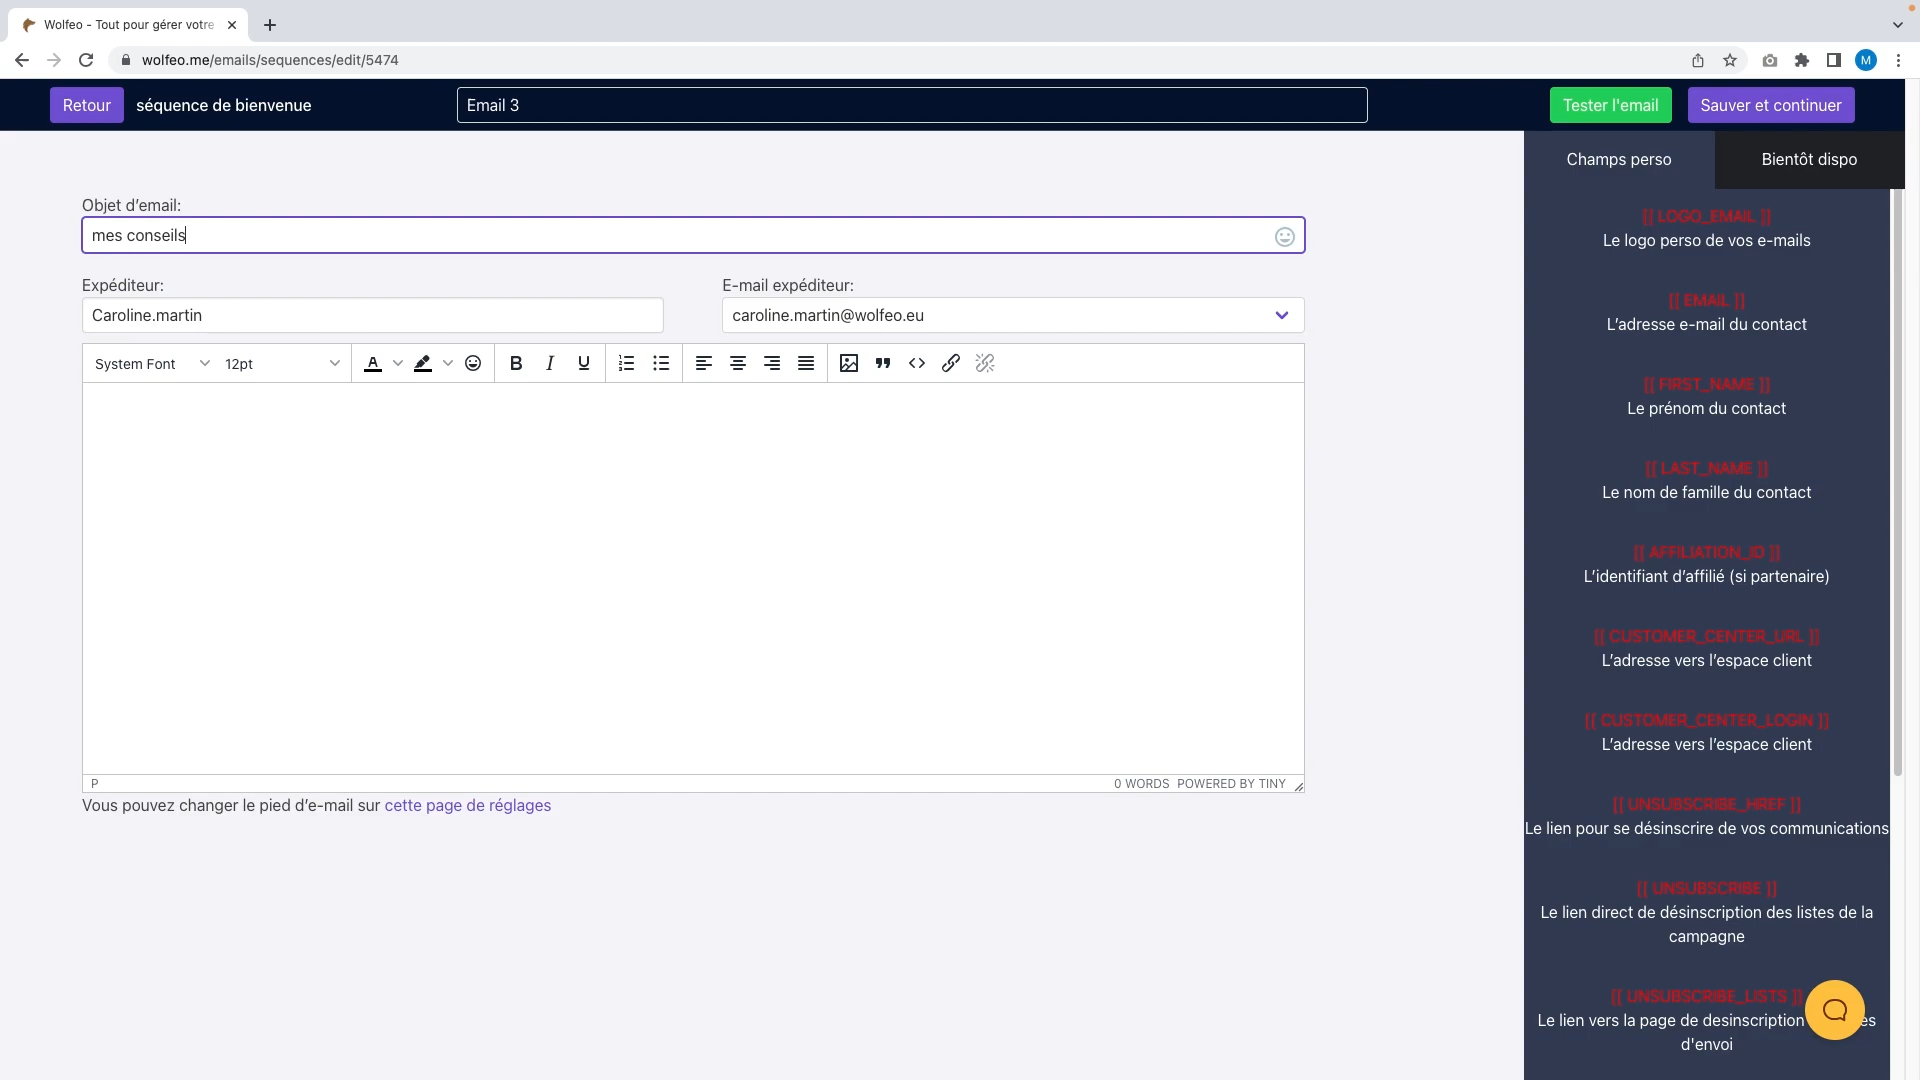 Wolfeo - Tout pour gérer votre
wolfeo.me/emails/sequences/edit/5474
M
Retour
séquence de bienvenue
Email 3
Tester l'email
Sauver et continuer
Champs perso
Bientôt dispo
Objet d'email:
mes conseils
Expéditeur:
E-mail expéditeur:
Caroline.martin
caroline.martin@wolfeo.eu
System Font
12pt
A
B
I
U
P
0 WORDS POWERED BY TINY
Vous pouvez changer le pied d'e-mail sur cette page de réglages
[[ LOGO_EMAIL ]]
Le logo perso de vos e-mails
[[ EMAIL ]]
L'adresse e-mail du contact
[[ FIRST_NAME ]]
Le prénom du contact
[[ LAST_NAME ]]
Le nom de famille du contact
[[ AFFILIATION_ID ]]
L'identifiant d'affilié (si partenaire)
[[ CUSTOMER_CENTER_URL ]]
L'adresse vers l'espace client
[[ CUSTOMER_CENTER_LOGIN ]]
L'adresse vers l'espace client
[[ UNSUBSCRIBE_HREF ]]
Le lien pour se désinscrire de vos communications
[[ UNSUBSCRIBE ]]
Le lien direct de désinscription des listes de la
campagne
[[ UNSUBSCRIBE_LISTS ]]
Le lien vers la page de desinscription
d'envoi